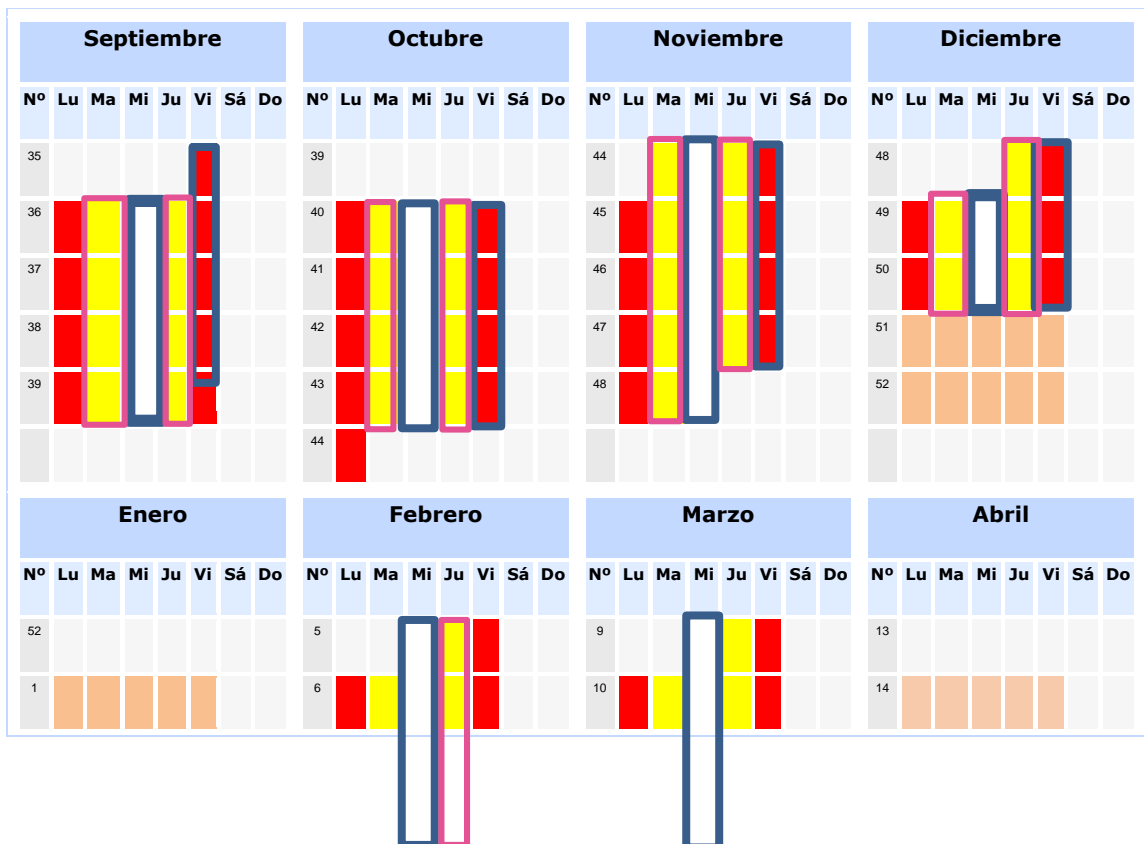 Septiembre Octubre Noviembre Diciembre
Nº Lu Ma Mi Ju Vi Sá Do Nº Lu Ma Mi Ju Vi Sá Do Nº Lu Ma Mi Ju Vi Sá Do Nº Lu Ma Mi Ju Vi Sá Do
35 39 44 48
36 40 45 49
37 41 46 50
38 42 47 51
39 43 48 52
44
Enero Febrero Marzo Abril
Nº Lu Ma Mi Ju Vi Sá Do Nº Lu Ma Mi Ju Vi Sá Do Nº Lu Ma Mi Ju Vi Sá Do Nº Lu Ma Mi Ju Vi Sá Do
52 5 9 13
1 6 10 14